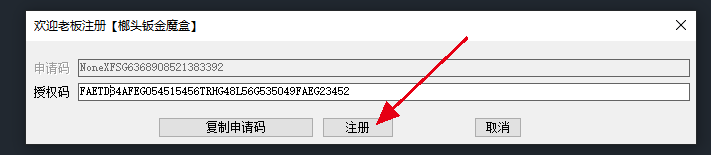 欢迎老板注册【榔头钣金魔盒】
申请码 NoneXFSG6368908521383392
授权码 FAETD34AFEG054515456TRHG48L56G535049FAEG23452
复制申请码 注册 取消